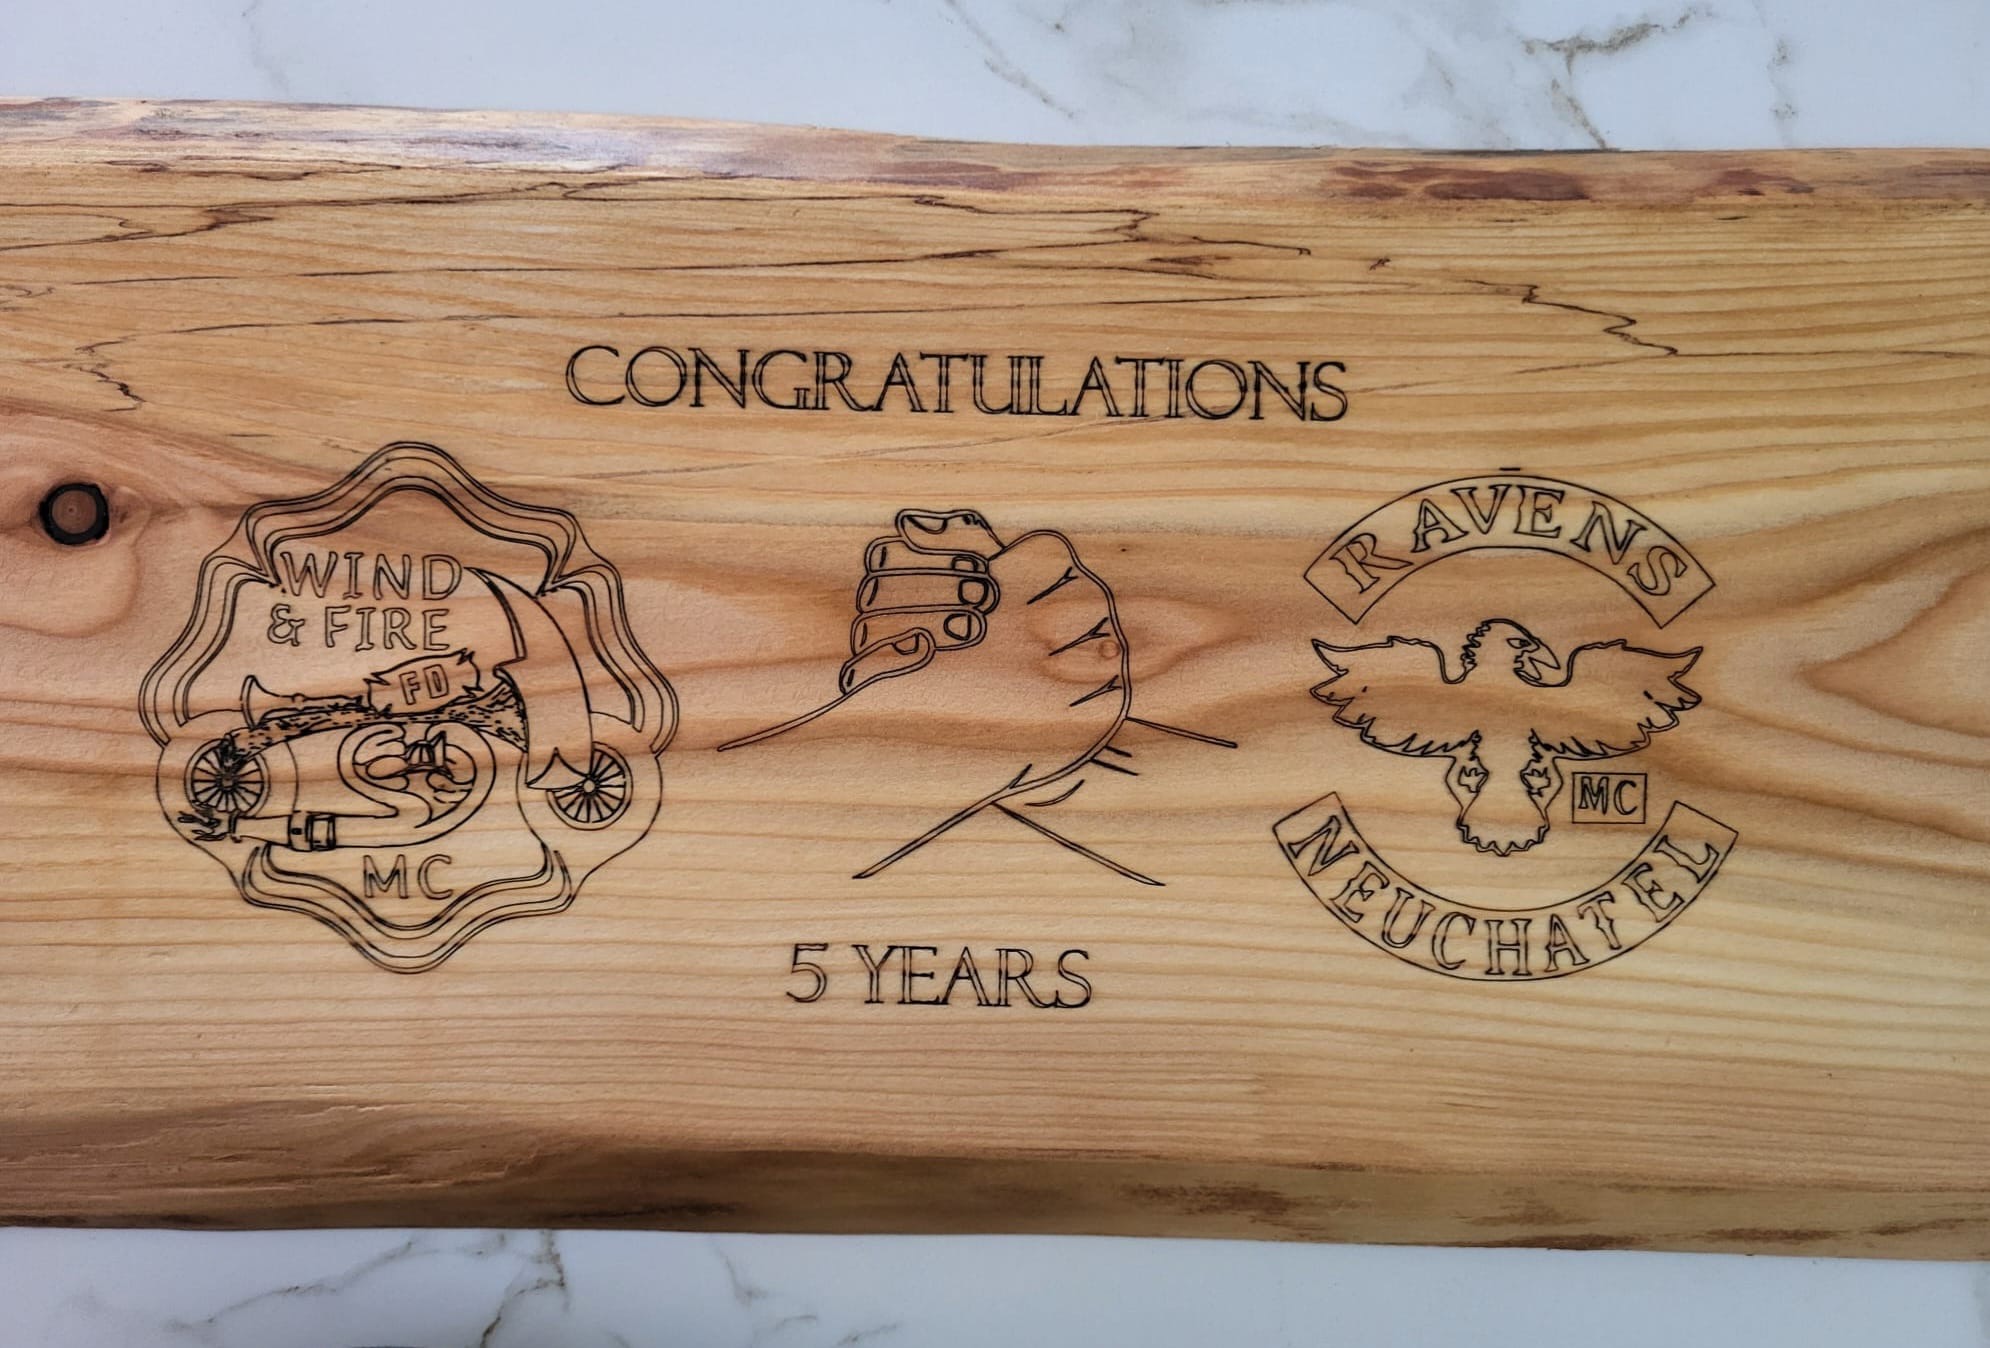 CONGRATULATIONS
WIND
& FIRE
FD
MC
RAVENS
MC
NEUCHATEL
5 YEARS